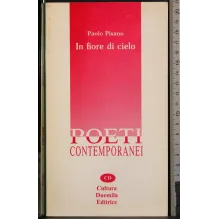 Paolo Pisano
In fiore di cielo
POETI
CONTEMPORANEI
CD
Cultura
Duemila
Editrice